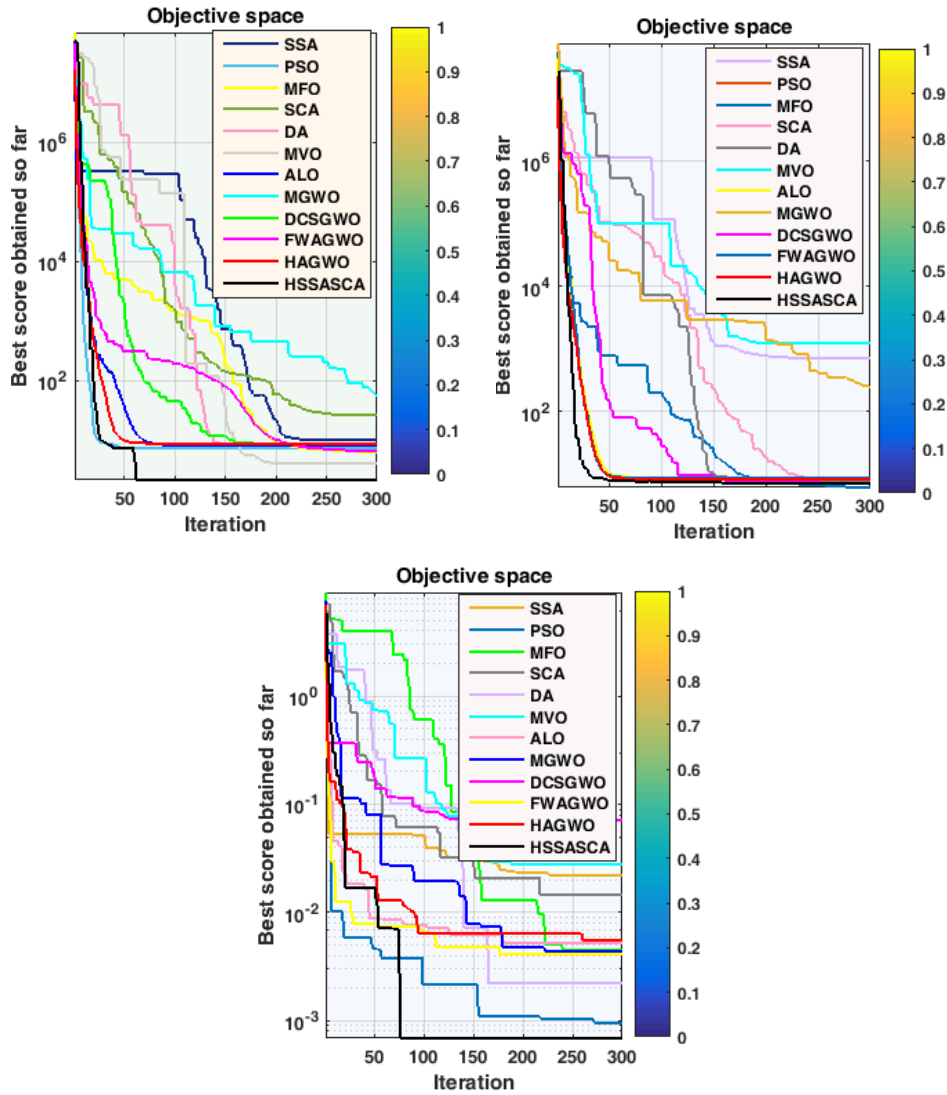 Objective space
Best score obtained so far
10^6
10^4
10^2
50 100 150 200 250 300
Iteration
SSA
PSO
MFO
SCA
DA
MVO
ALO
MGWO
DCSGWO
FWAGWO
HAGWO
HSSASCA
1
0.9
0.8
0.7
0.6
0.5
0.4
0.3
0.2
0.1
0
Objective space
Best score obtained so far
10^6
10^4
10^2
50 100 150 200 250 300
Iteration
SSA
PSO
MFO
SCA
DA
MVO
ALO
MGWO
DCSGWO
FWAGWO
HAGWO
HSSASCA
1
0.9
0.8
0.7
0.6
0.5
0.4
0.3
0.2
0.1
0
Objective space
Best score obtained so far
10^0
10^-1
10^-2
10^-3
50 100 150 200 250 300
Iteration
SSA
PSO
MFO
SCA
DA
MVO
ALO
MGWO
DCSGWO
FWAGWO
HAGWO
HSSASCA
1
0.9
0.8
0.7
0.6
0.5
0.4
0.3
0.2
0.1
0